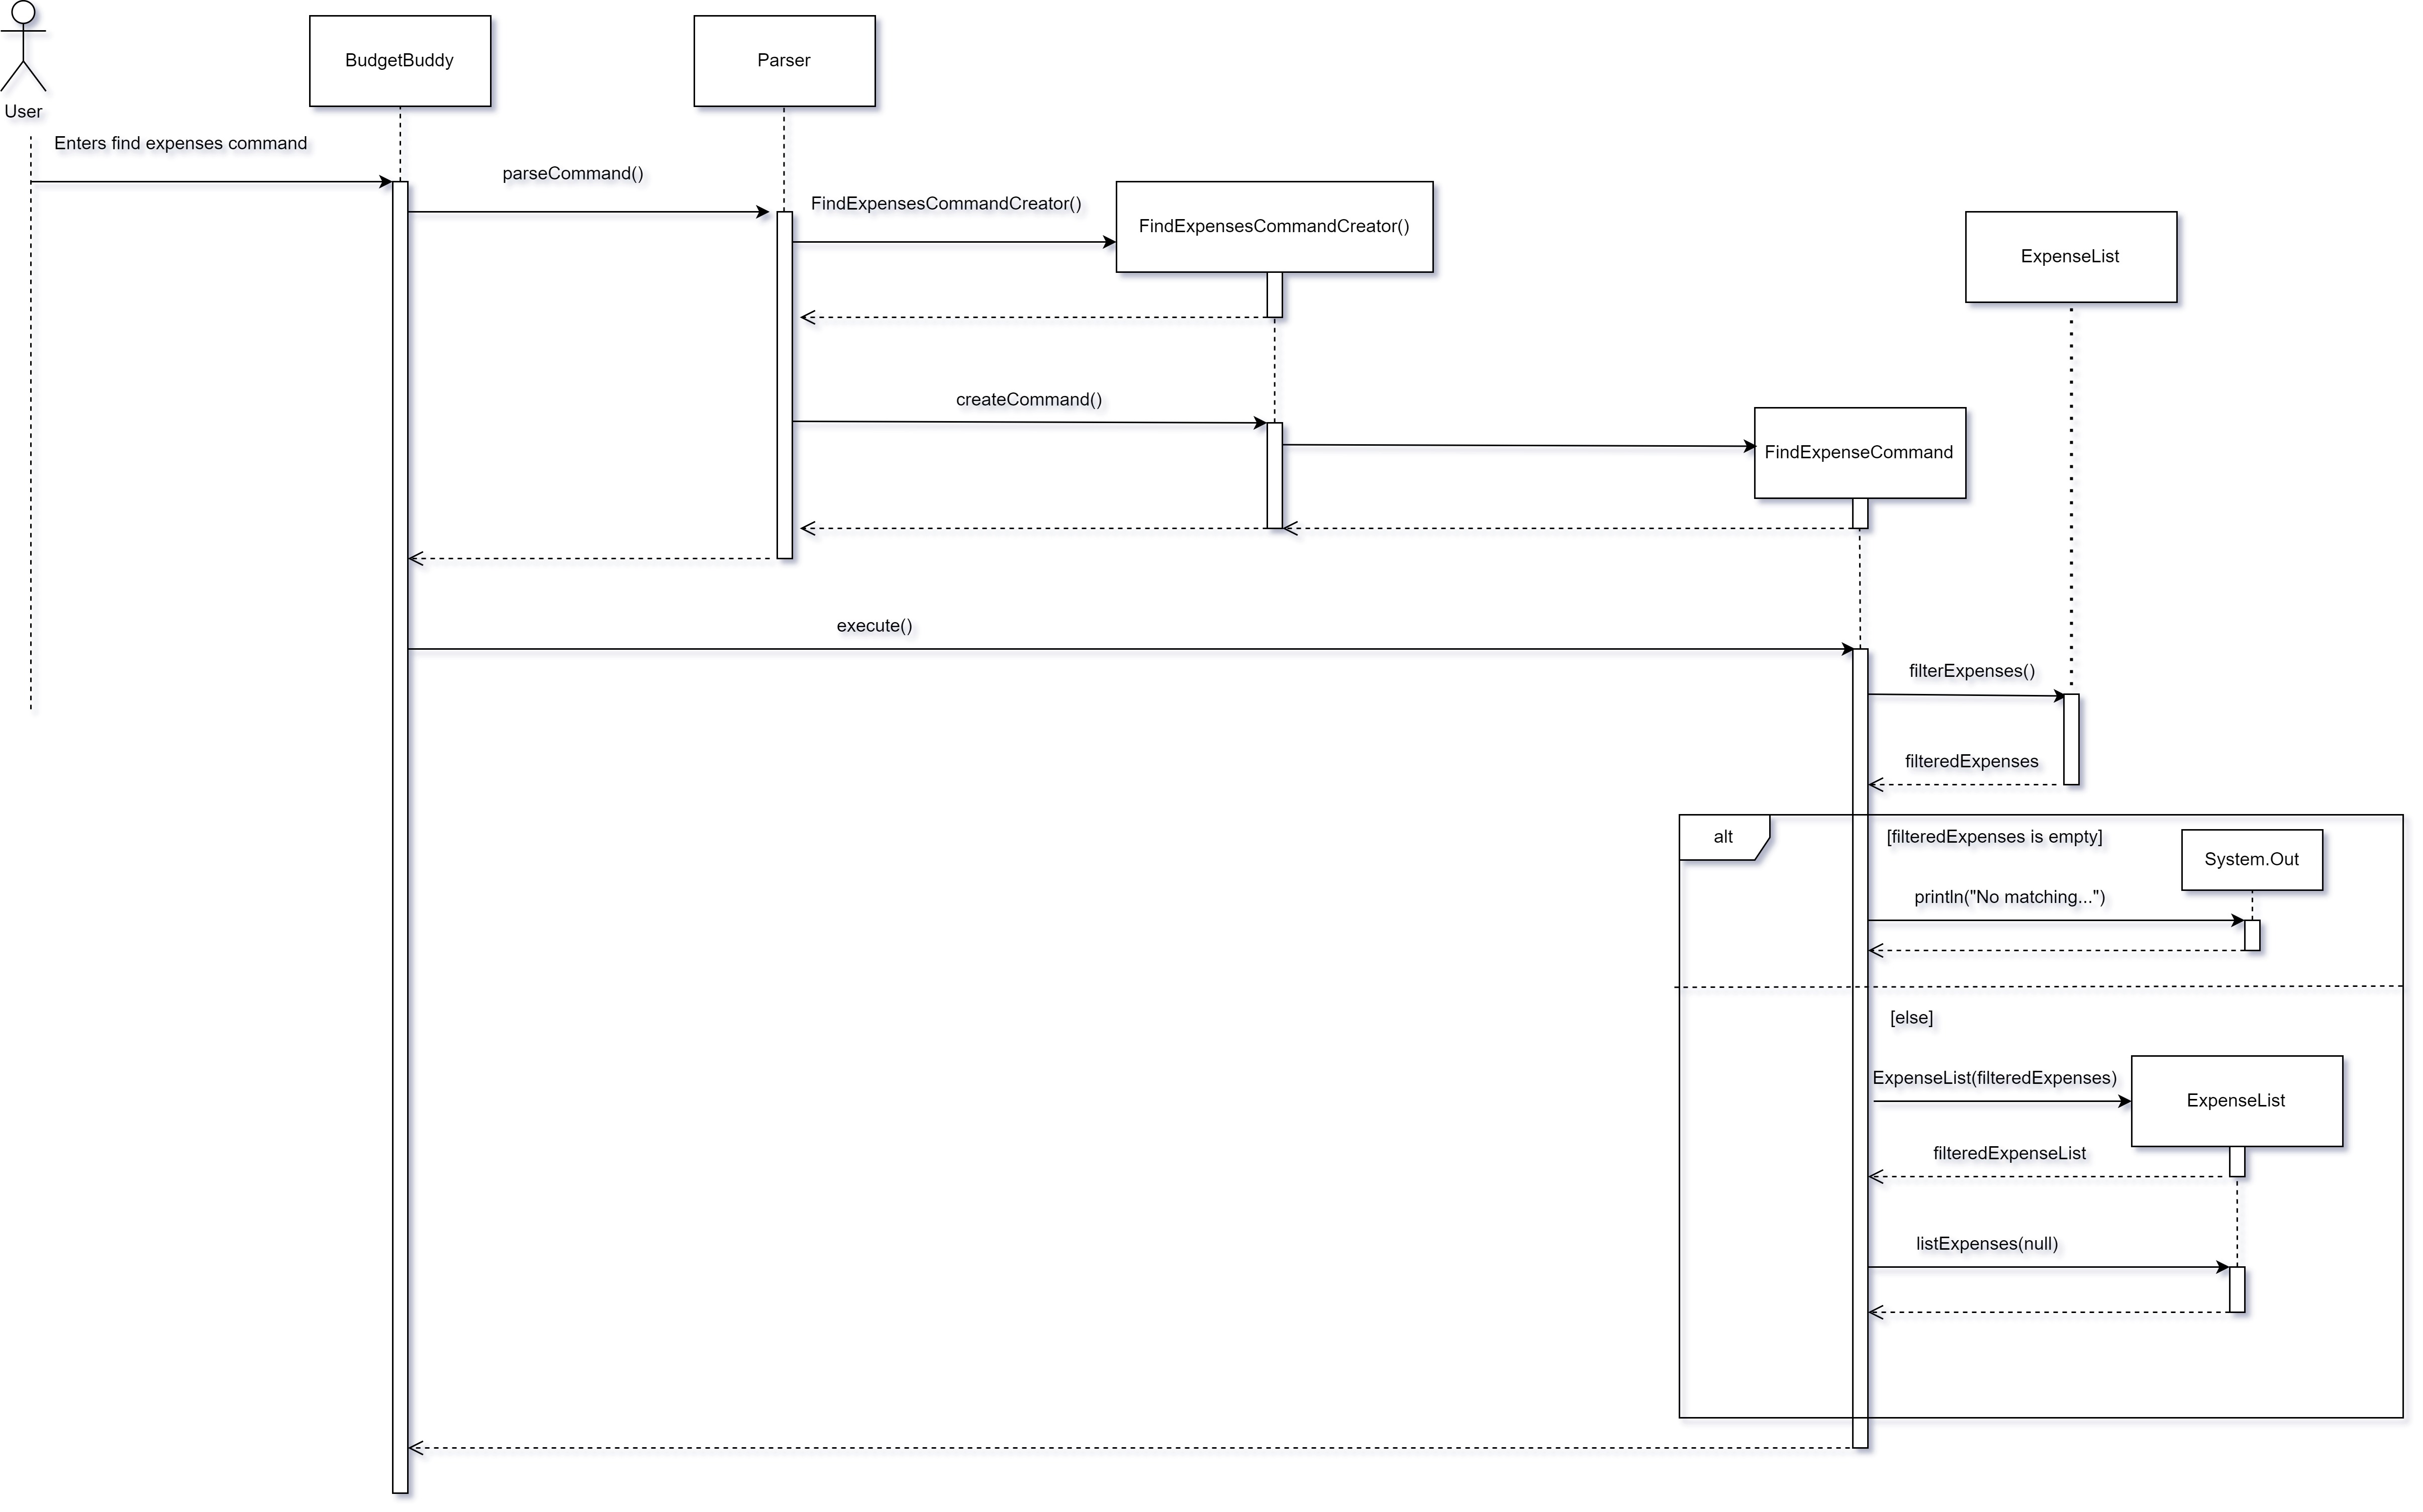 User
BudgetBuddy
Parser
Enters find expenses command
parseCommand()
FindExpensesCommandCreator()
FindExpensesCommandCreator()
ExpenseList
createCommand()
FindExpenseCommand
execute()
filterExpenses()
filteredExpenses
alt
[filteredExpenses is empty]
System.Out
println("No matching...")
[else]
ExpenseList(filteredExpenses)
ExpenseList
filteredExpenseList
listExpenses(null)